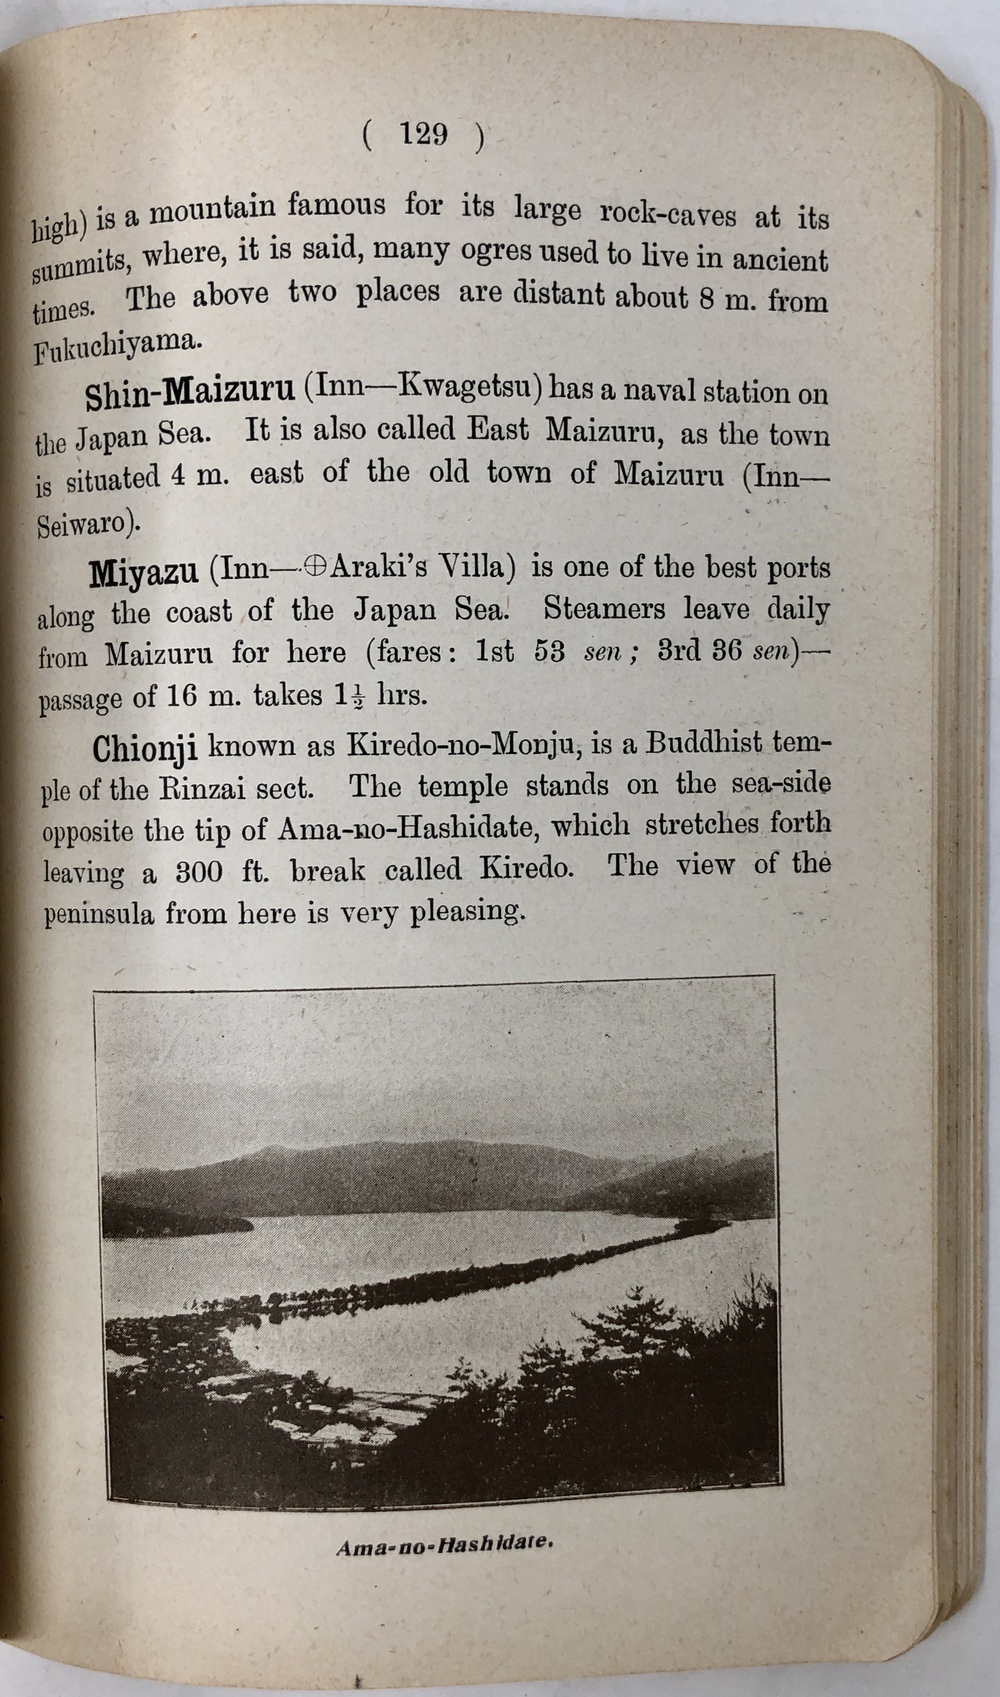 ( 129 )
high) is a mountain famous for its large rock-caves at its
summits, where, it is said, many ogres used to live in ancient
times. The above two places are distant about 8 m. from
Fukuchiyama.
Shin-Maizuru (Inn—Kwagetsu) has a naval station on
the Japan Sea. It is also called East Maizuru, as the town
is situated 4 m. east of the old town of Maizuru (Inn—
Seiwaro).
Miyazu (Inn—⊕Araki's Villa) is one of the best ports
along the coast of the Japan Sea. Steamers leave daily
from Maizuru for here (fares: 1st 53 sen; 3rd 36 sen)—
passage of 16 m. takes 1½ hrs.
Chionji known as Kiredo-no-Monju, is a Buddhist tem-
ple of the Rinzai sect. The temple stands on the sea-side
opposite the tip of Ama-no-Hashidate, which stretches forth
leaving a 300 ft. break called Kiredo. The view of the
peninsula from here is very pleasing.
Ama-no-Hashidate.